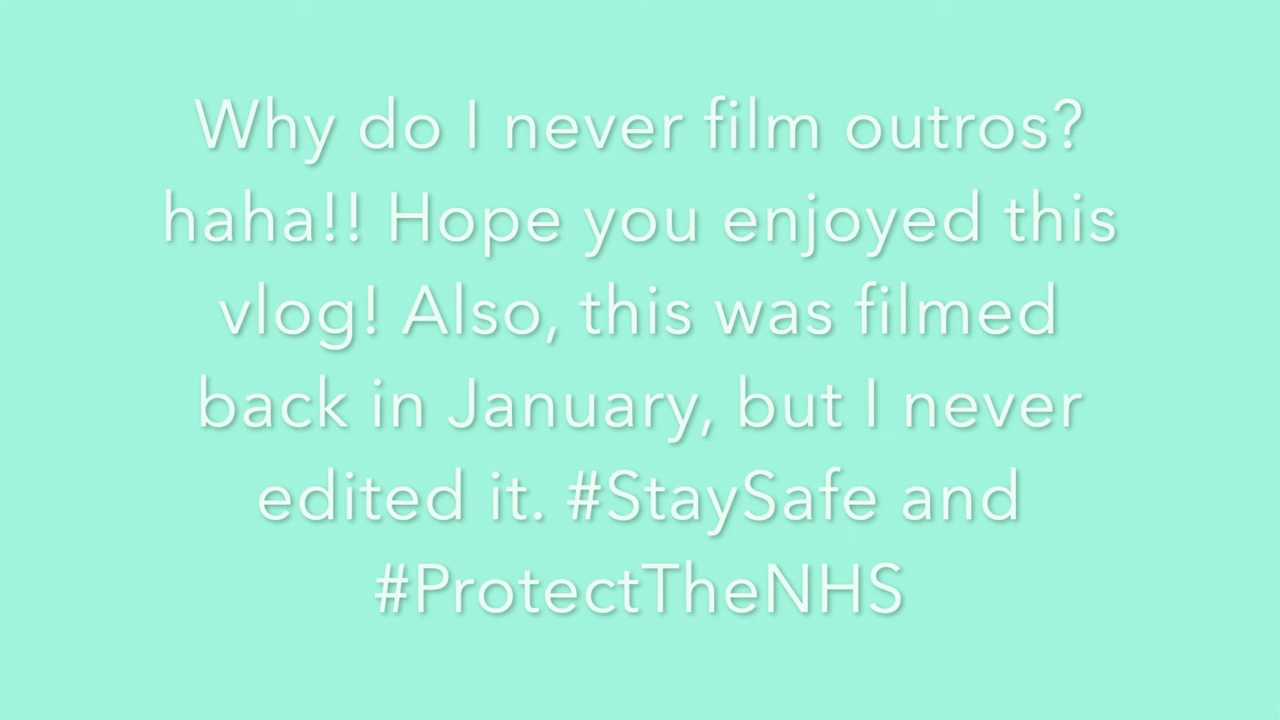 Why do I never film outros?
haha!! Hope you enjoyed this
vlog! Also, this was filmed
back in January, but I never
edited it. #StaySafe and
#ProtectTheNHS